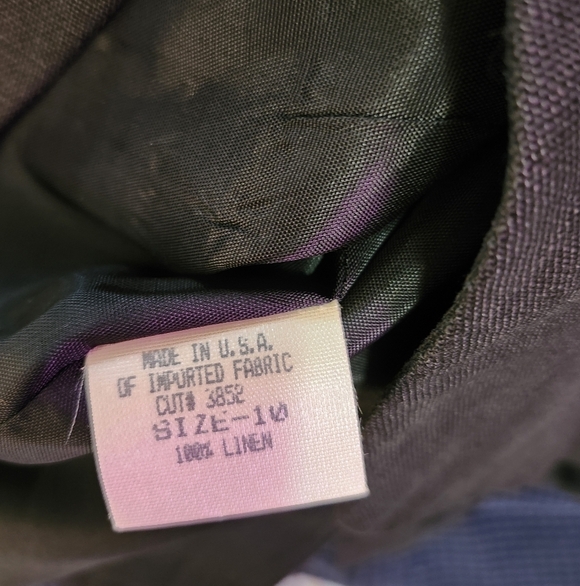 MADE IN U.S.A.
OF IMPORTED FABRIC
CUT# 3852
SIZE-10
100% LINEN